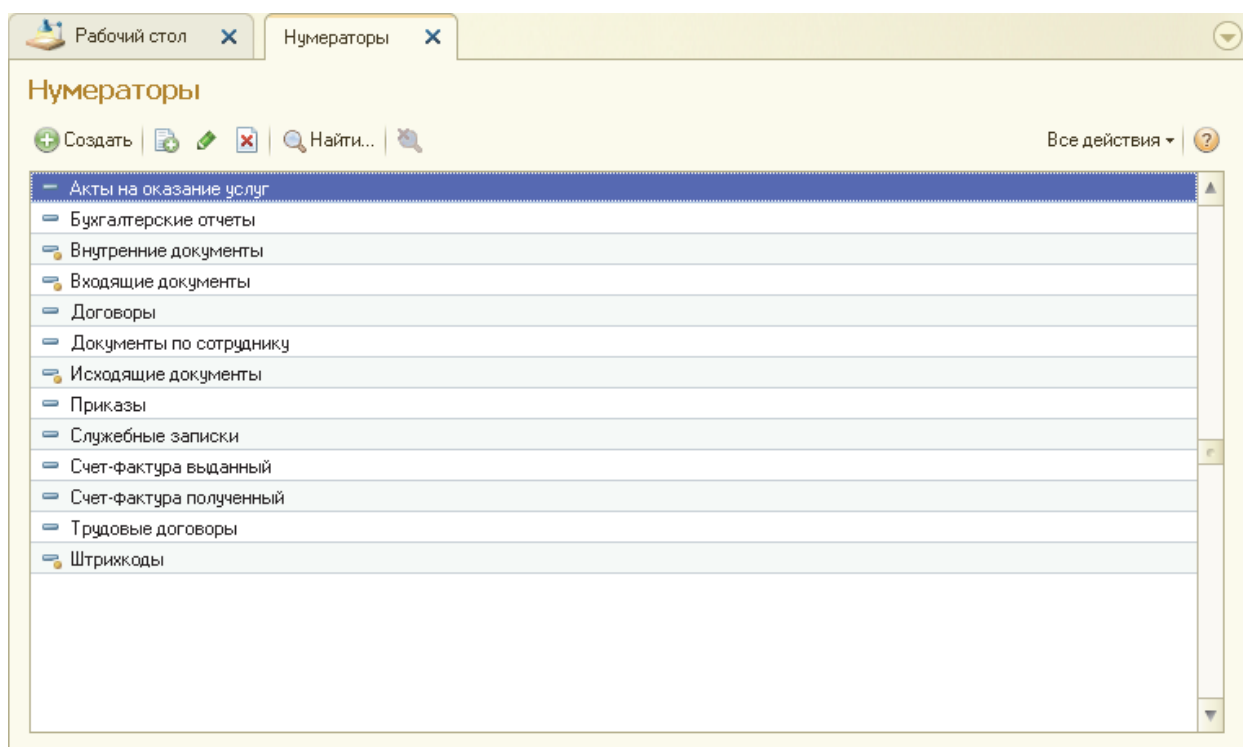 Рабочий стол Нумераторы
Нумераторы
Создать Найти... Все действия
Акты на оказание услуг
Бухгалтерские отчеты
Внутренние документы
Входящие документы
Договоры
Документы по сотруднику
Исходящие документы
Приказы
Служебные записки
Счет-фактура выданный
Счет-фактура полученный
Трудовые договоры
Штрихкоды